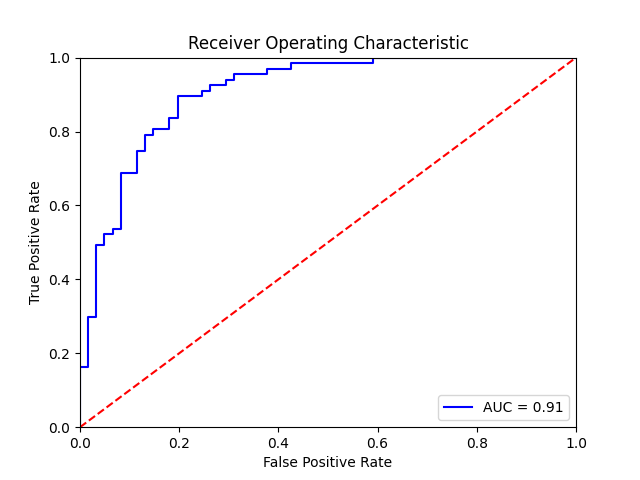 Receiver Operating Characteristic
True Positive Rate
1.0
0.8
0.6
0.4
0.2
0.0
AUC = 0.91
0.0 0.2 0.4 0.6 0.8 1.0
False Positive Rate